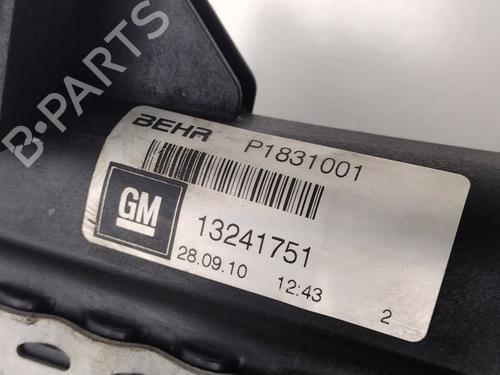 B-PARTS
BEHR P1831001
GM 13241751
28.09.10 12:43 2